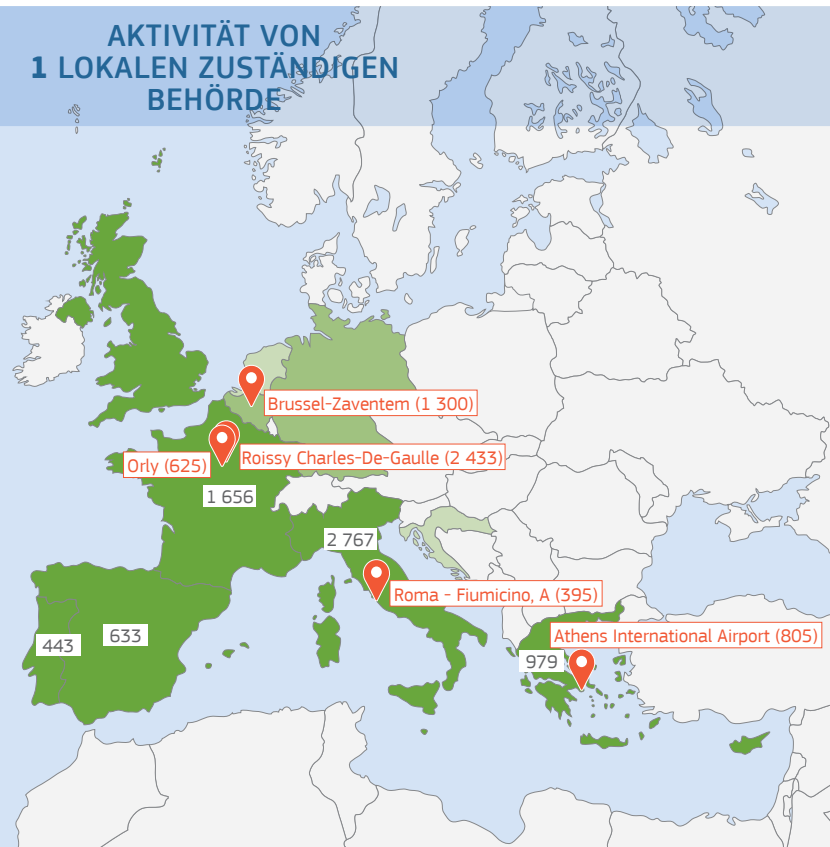 AKTIVITÄT VON
1 LOKALEN ZUSTÄNDIGEN
BEHÖRDE
Brussel-Zaventem (1 300)
Orly (625)
Roissy Charles-De-Gaulle (2 433)
1 656
2 767
Roma - Fiumicino, A (395)
443
633
Athens International Airport (805)
979